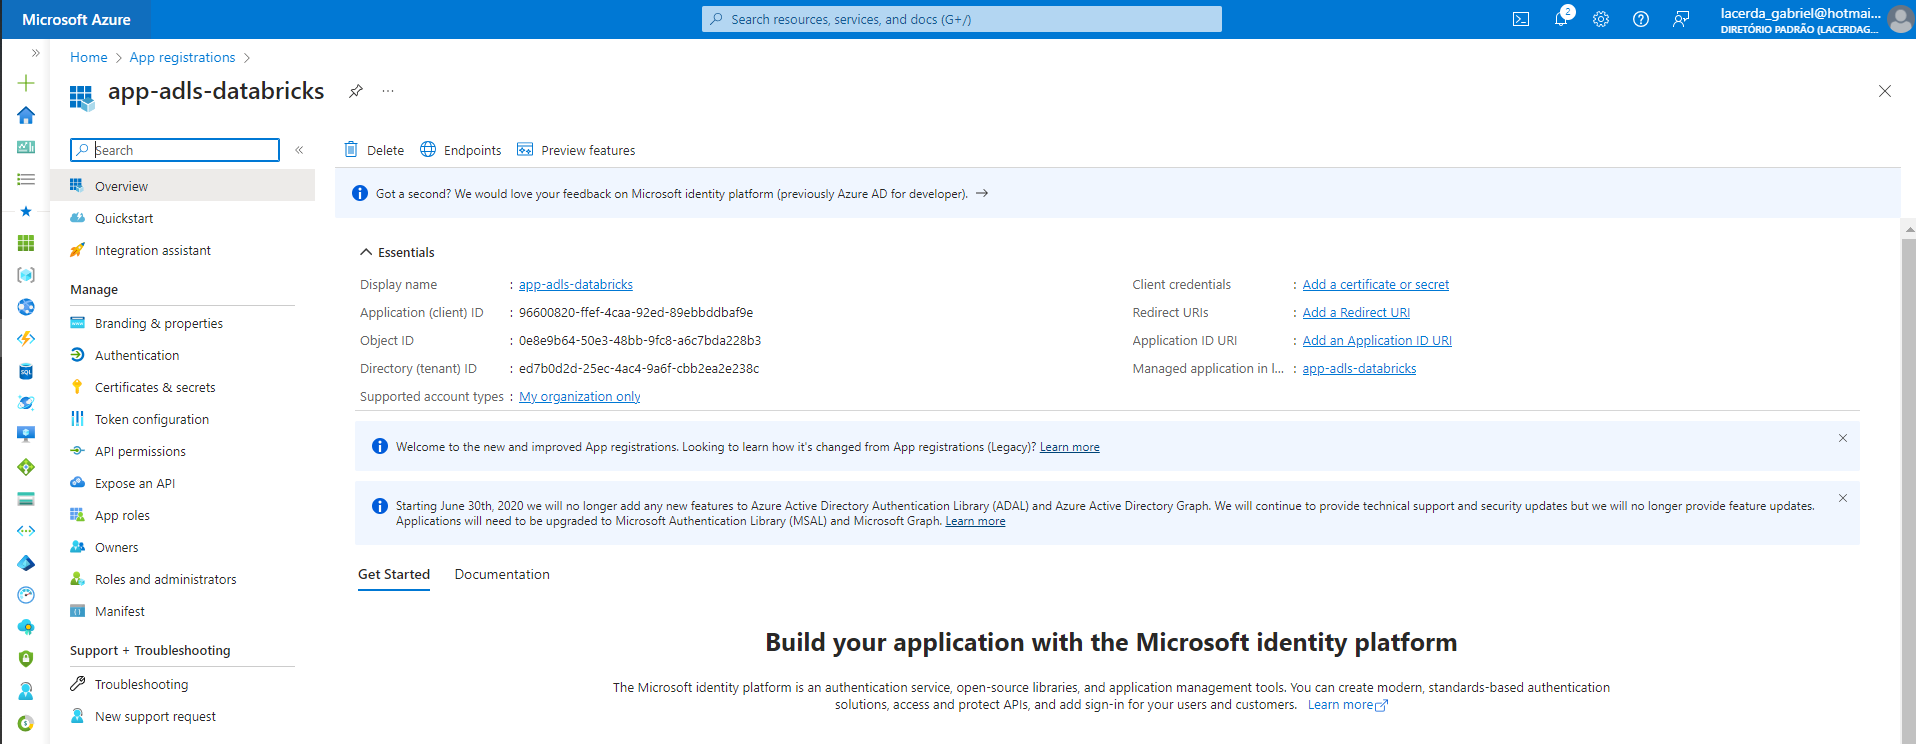 Microsoft Azure
Search resources, services, and docs (G+/)
2
lacerda_gabriel@hotmai...
DIRETÓRIO PADRÃO (LACERDAG...
Home > App registrations >
app-adls-databricks
...
Search
Overview
Quickstart
Integration assistant
Manage
Branding & properties
Authentication
Certificates & secrets
Token configuration
API permissions
Expose an API
App roles
Owners
Roles and administrators
Manifest
Support + Troubleshooting
Troubleshooting
New support request
Delete Endpoints Preview features
Got a second? We would love your feedback on Microsoft identity platform (previously Azure AD for developer). →
Essentials
Display name : app-adls-databricks
Application (client) ID : 96600820-ffef-4caa-92ed-89ebbddbaf9e
Object ID : 0e8e9b64-50e3-48bb-9fc8-a6c7bda228b3
Directory (tenant) ID : ed7b0d2d-25ec-4ac4-9a6f-cbb2ea2e238c
Supported account types : My organization only
Client credentials : Add a certificate or secret
Redirect URIs : Add a Redirect URI
Application ID URI : Add an Application ID URI
Managed application in l... : app-adls-databricks
Welcome to the new and improved App registrations. Looking to learn how it's changed from App registrations (Legacy)? Learn more
Starting June 30th, 2020 we will no longer add any new features to Azure Active Directory Authentication Library (ADAL) and Azure Active Directory Graph. We will continue to provide technical support and security updates but we will no longer provide feature updates.
Applications will need to be upgraded to Microsoft Authentication Library (MSAL) and Microsoft Graph. Learn more
Get Started Documentation
Build your application with the Microsoft identity platform
The Microsoft identity platform is an authentication service, open-source libraries, and application management tools. You can create modern, standards-based authentication
solutions, access and protect APIs, and add sign-in for your users and customers. Learn more